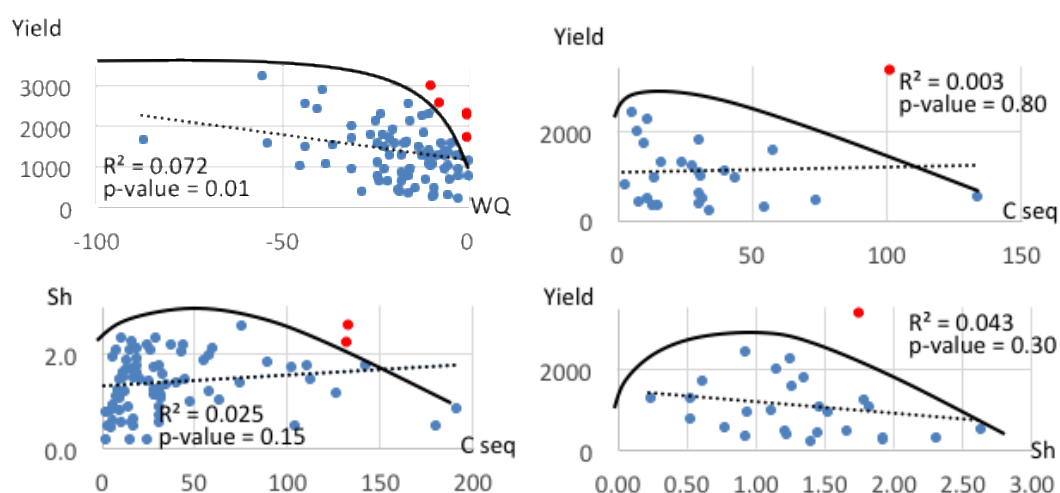 Yield
3000
2000
1000
0
R² = 0.072
p-value = 0.01
WQ
-100
-50
0
Yield
2000
0
R² = 0.003
p-value = 0.80
C seq
0
50
100
150
Sh
2.0
0.0
R² = 0.025
p-value = 0.15
C seq
0
50
100
150
200
Yield
2000
0
R² = 0.043
p-value = 0.30
Sh
0.00
0.50
1.00
1.50
2.00
2.50
3.00